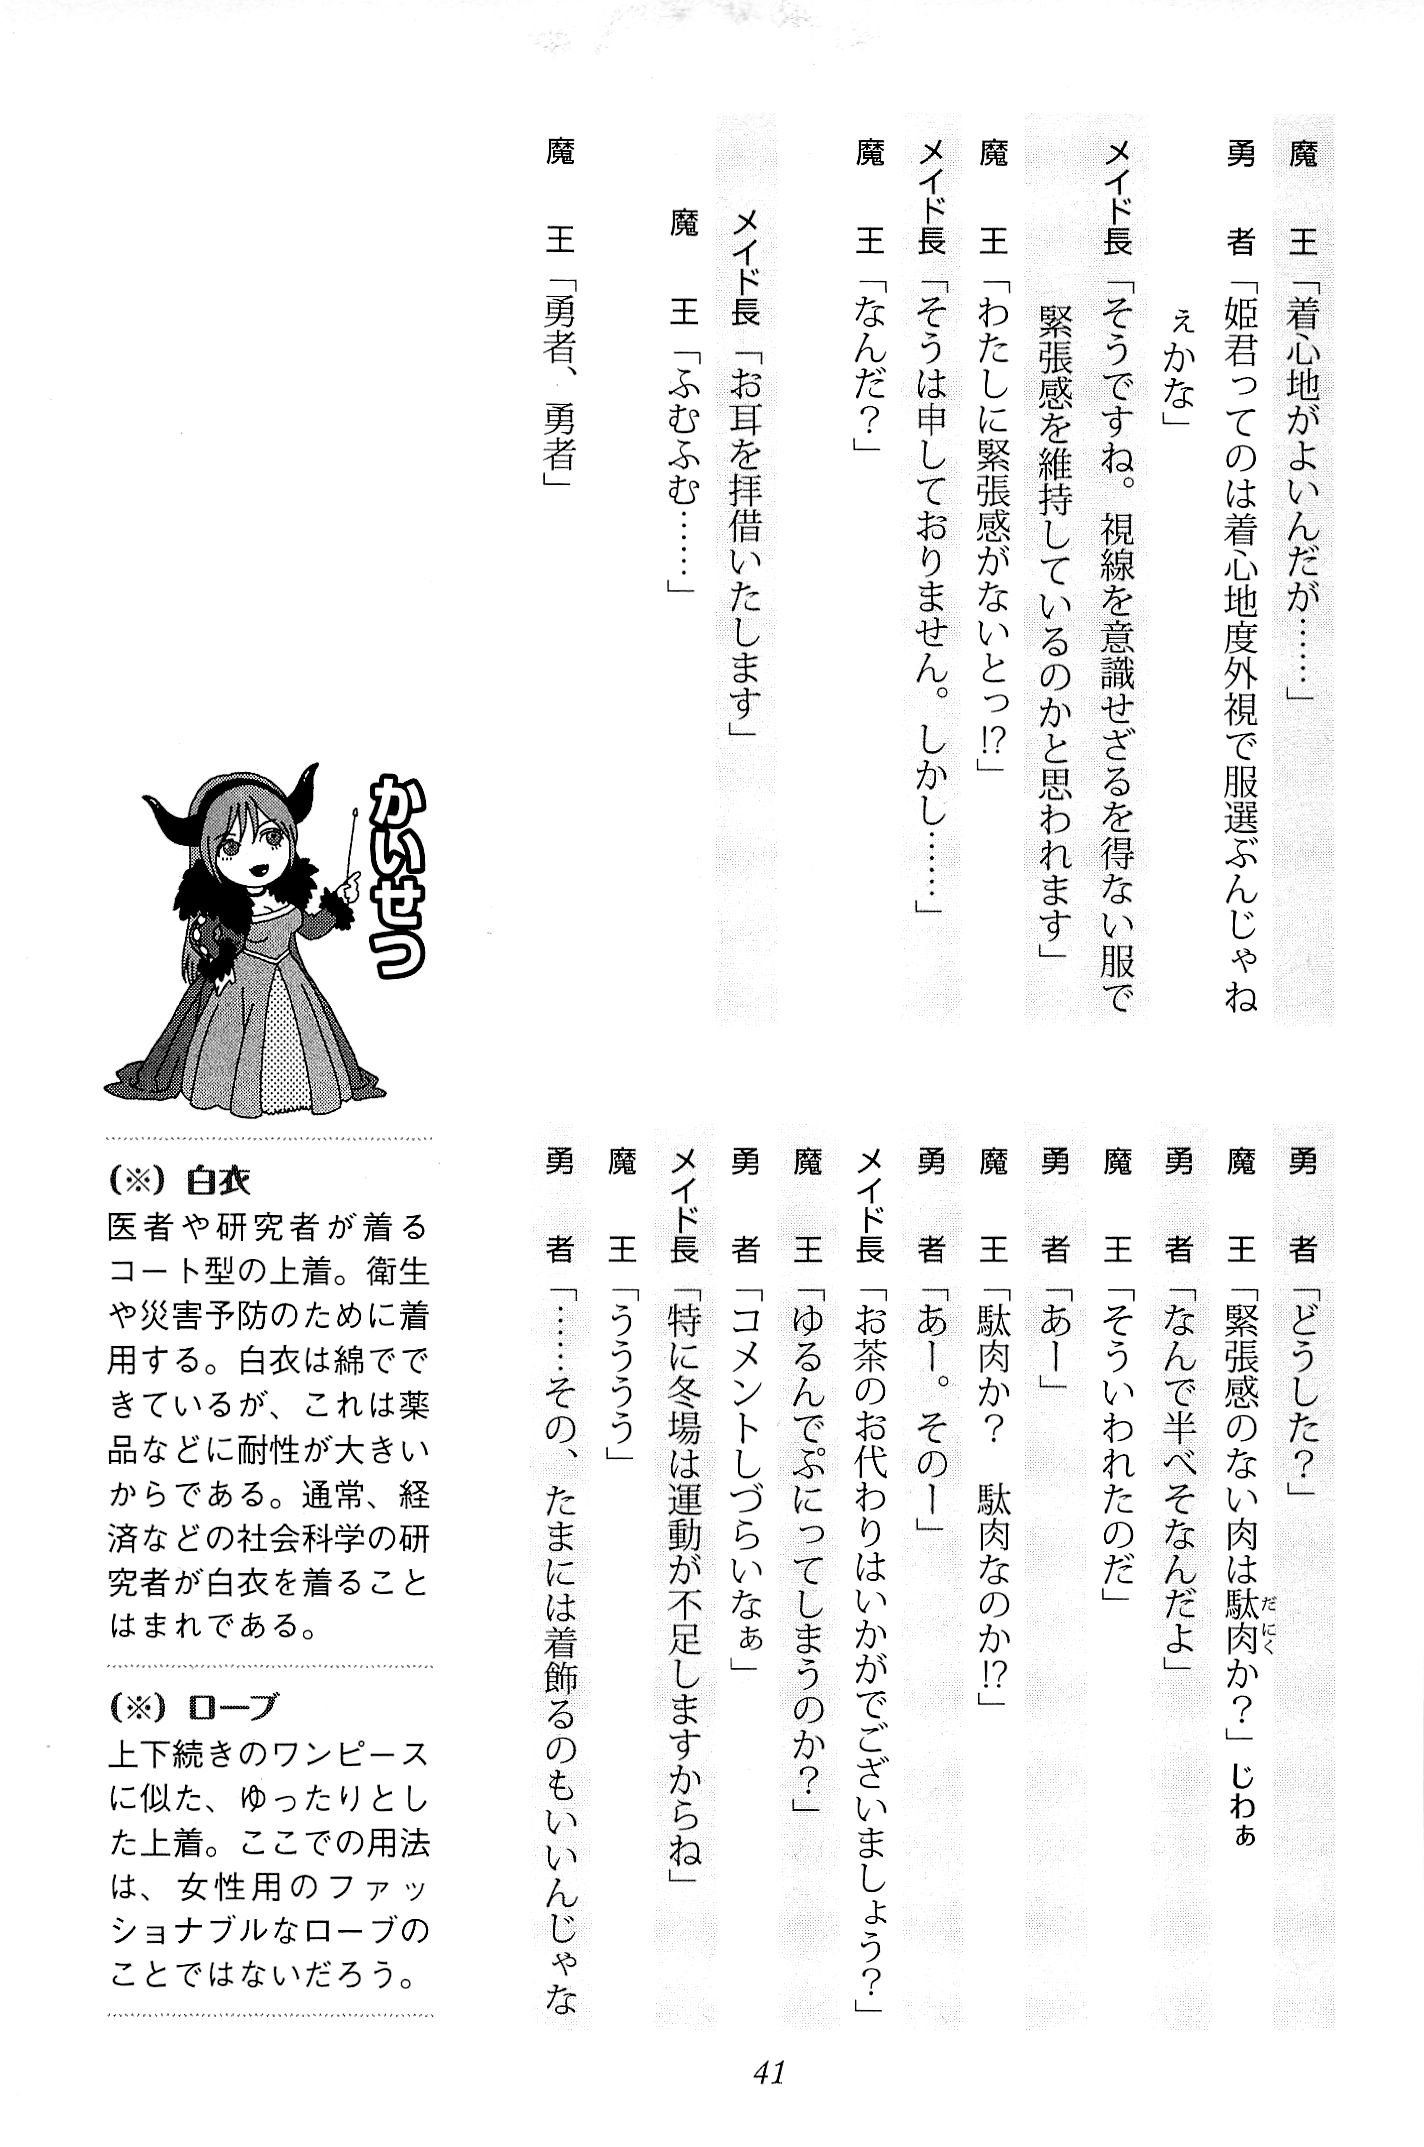 魔王「着心地がよいんだが……」
勇者「姫君ってのは着心地度外視で服選ぶんじゃね
ぇかな」
メイド長「そうですね。視線を意識せざるを得ない服で
緊張感を維持しているのかと思われます」
魔王「わたしに緊張感がないとっ!?」
メイド長「そうは申しておりません。しかし……」
魔王「なんだ？」
メイド長「お耳を拝借いたします」
魔王「ふむふむ……」
魔王「勇者、勇者」
勇者「どうした？」
魔王「緊張感のない肉は駄肉か？」じわぁ
だにく
勇者「なんで半べそなんだよ」
魔王「そういわれたのだ」
勇者「あー」
魔王「駄肉か？　駄肉なのか!?」
勇者「あー。そのー」
メイド長「お茶のお代わりはいかがでございましょう？」
魔王「ゆるんでぷにってしまうのか？」
勇者「コメントしづらいなぁ」
メイド長「特に冬場は運動が不足しますからね」
魔王「うううう」
勇者「……その、たまには着飾るのもいいんじゃな
かいせつ
(※) 白衣
医者や研究者が着る
コート型の上着。衛生
や災害予防のために着
用する。白衣は綿ででき
きているが、これは薬
品などに耐性が大きい
からである。通常、経
済などの社会科学の研
究者が白衣を着ること
はまれである。
(※) ローブ
上下続きのワンピース
に似た、ゆったりとし
た上着。ここでの用法
は、女性用のファッ
ショナブルなローブの
ことではないだろう。
41